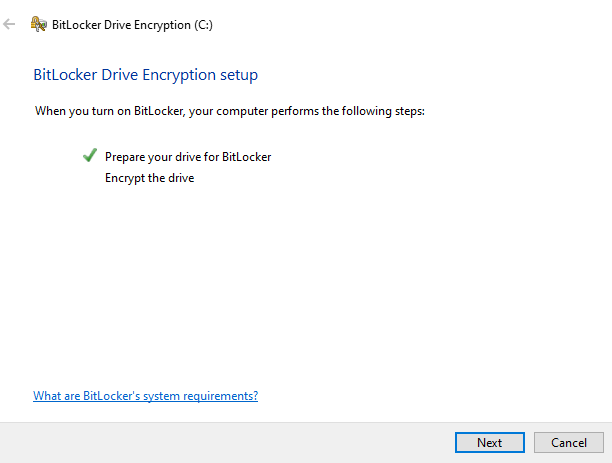 BitLocker Drive Encryption (C:)
BitLocker Drive Encryption setup
When you turn on BitLocker, your computer performs the following steps:
Prepare your drive for BitLocker
Encrypt the drive
What are BitLocker's system requirements?
Next Cancel